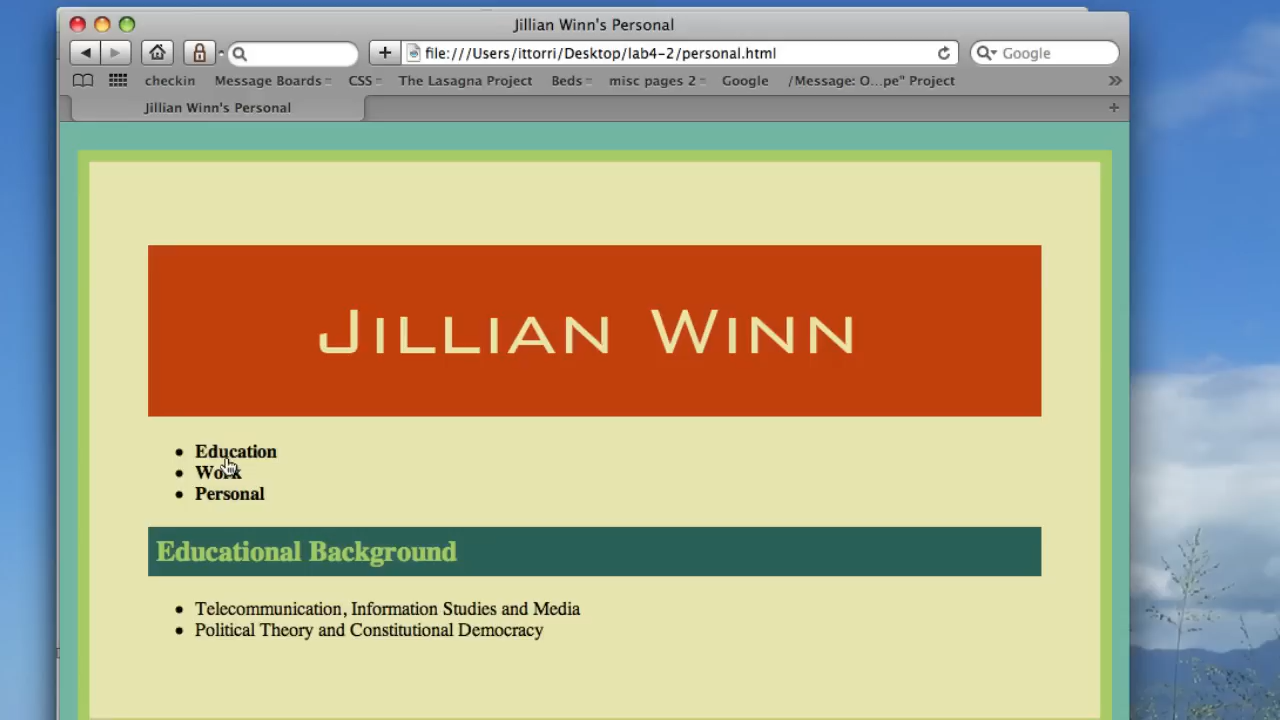 Jillian Winn's Personal
file:///Users/ittorri/Desktop/lab4-2/personal.html
Google
checkin Message Boards CSS The Lasagna Project Beds misc pages 2 Google /Message: O...pe" Project
Jillian Winn's Personal
Jillian Winn
Education
Work
Personal
Educational Background
Telecommunication, Information Studies and Media
Political Theory and Constitutional Democracy